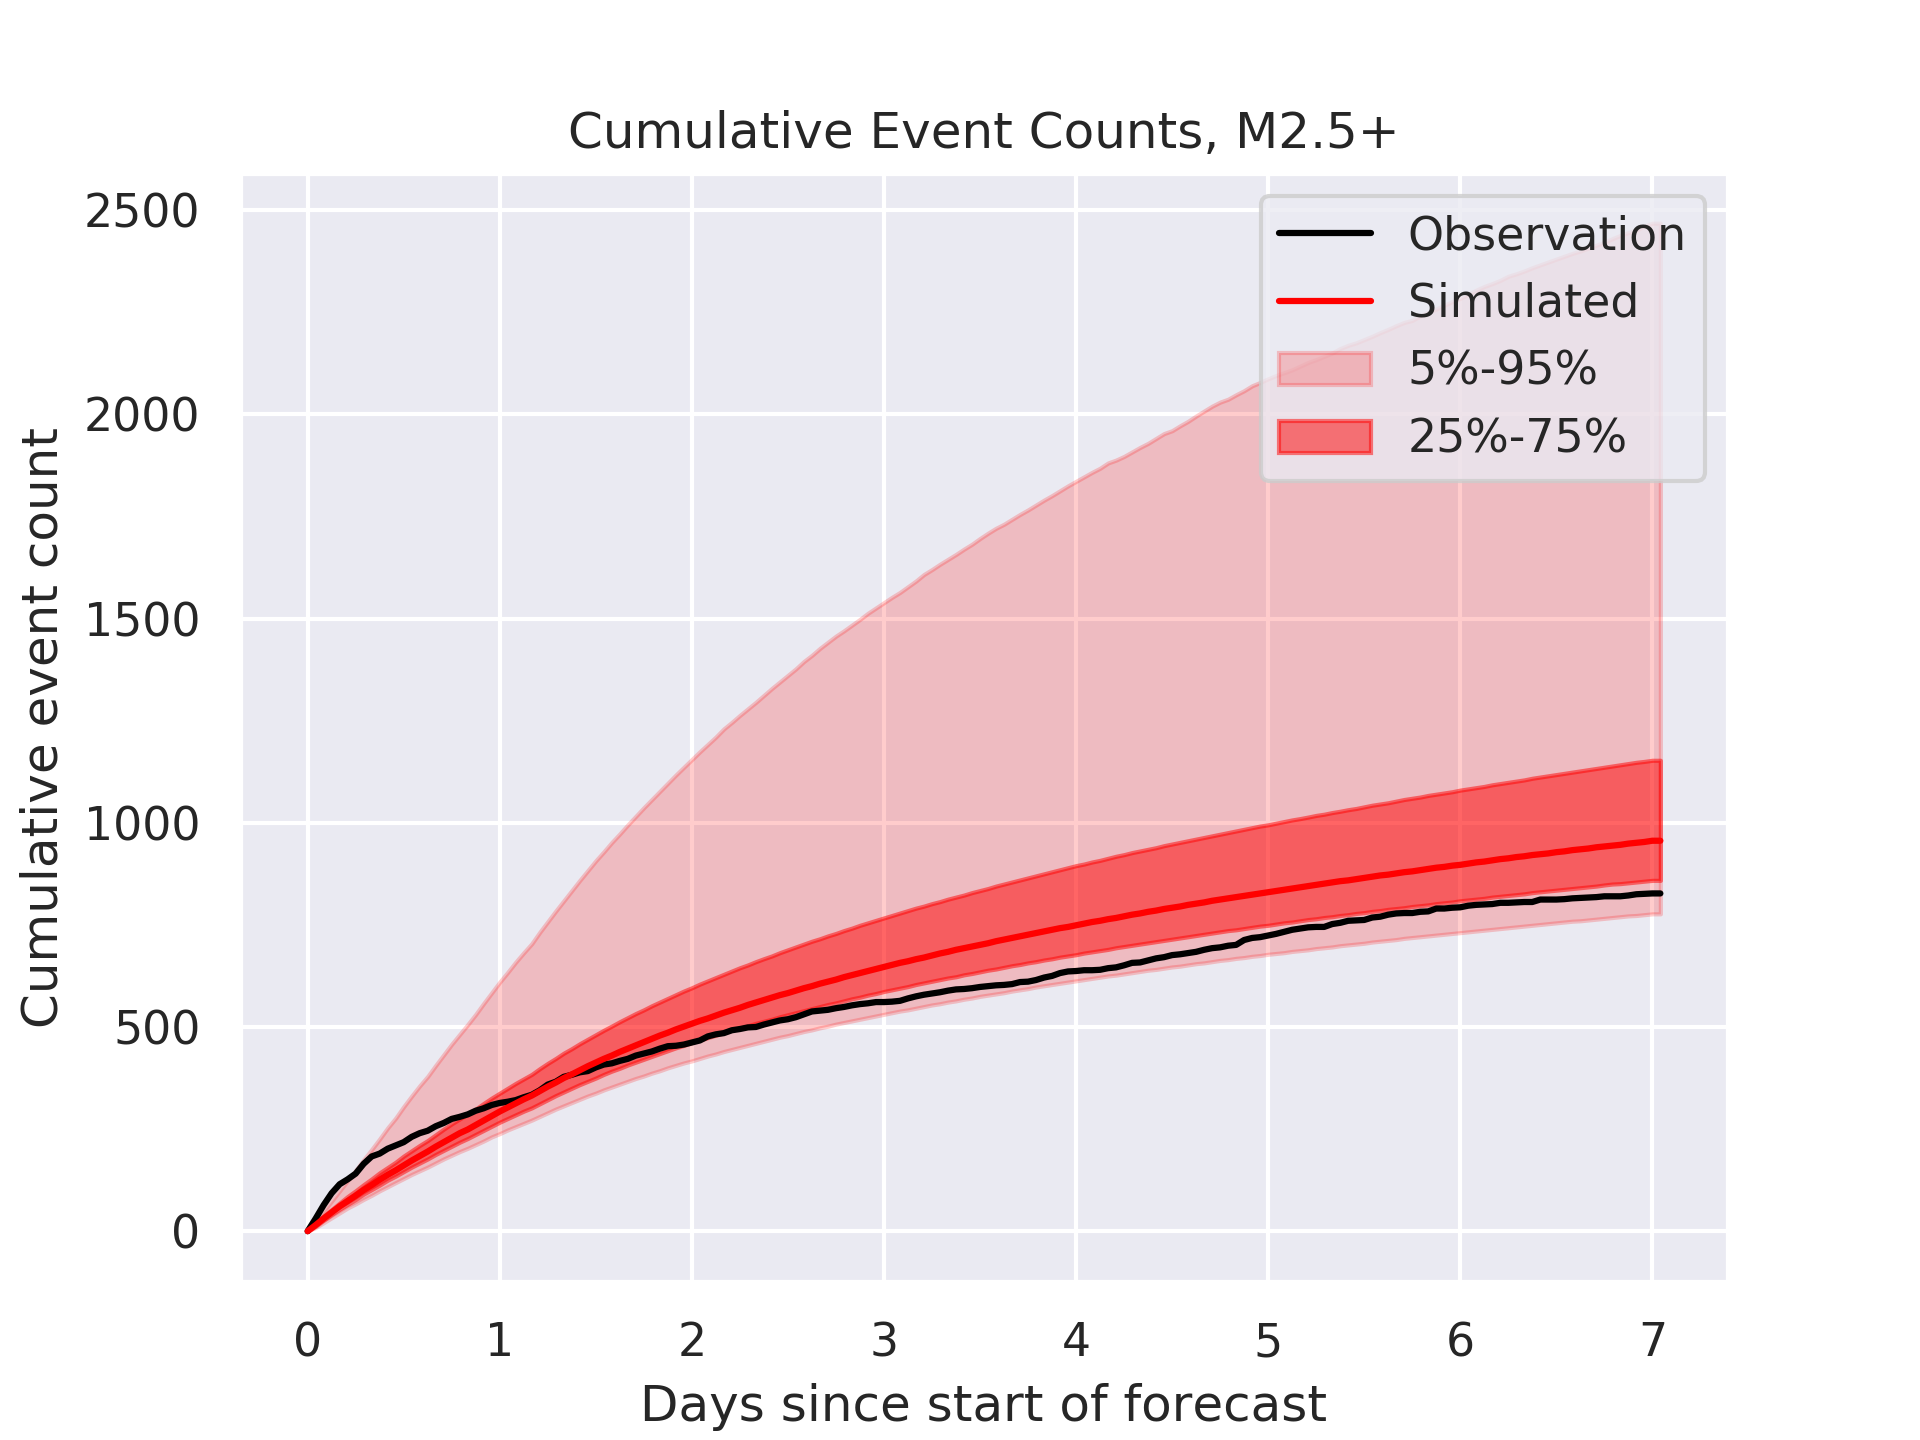 Cumulative Event Counts, M2.5+
Cumulative event count
2500
2000
1500
1000
500
0
Observation
Simulated
5%-95%
25%-75%
0 1 2 3 4 5 6 7
Days since start of forecast